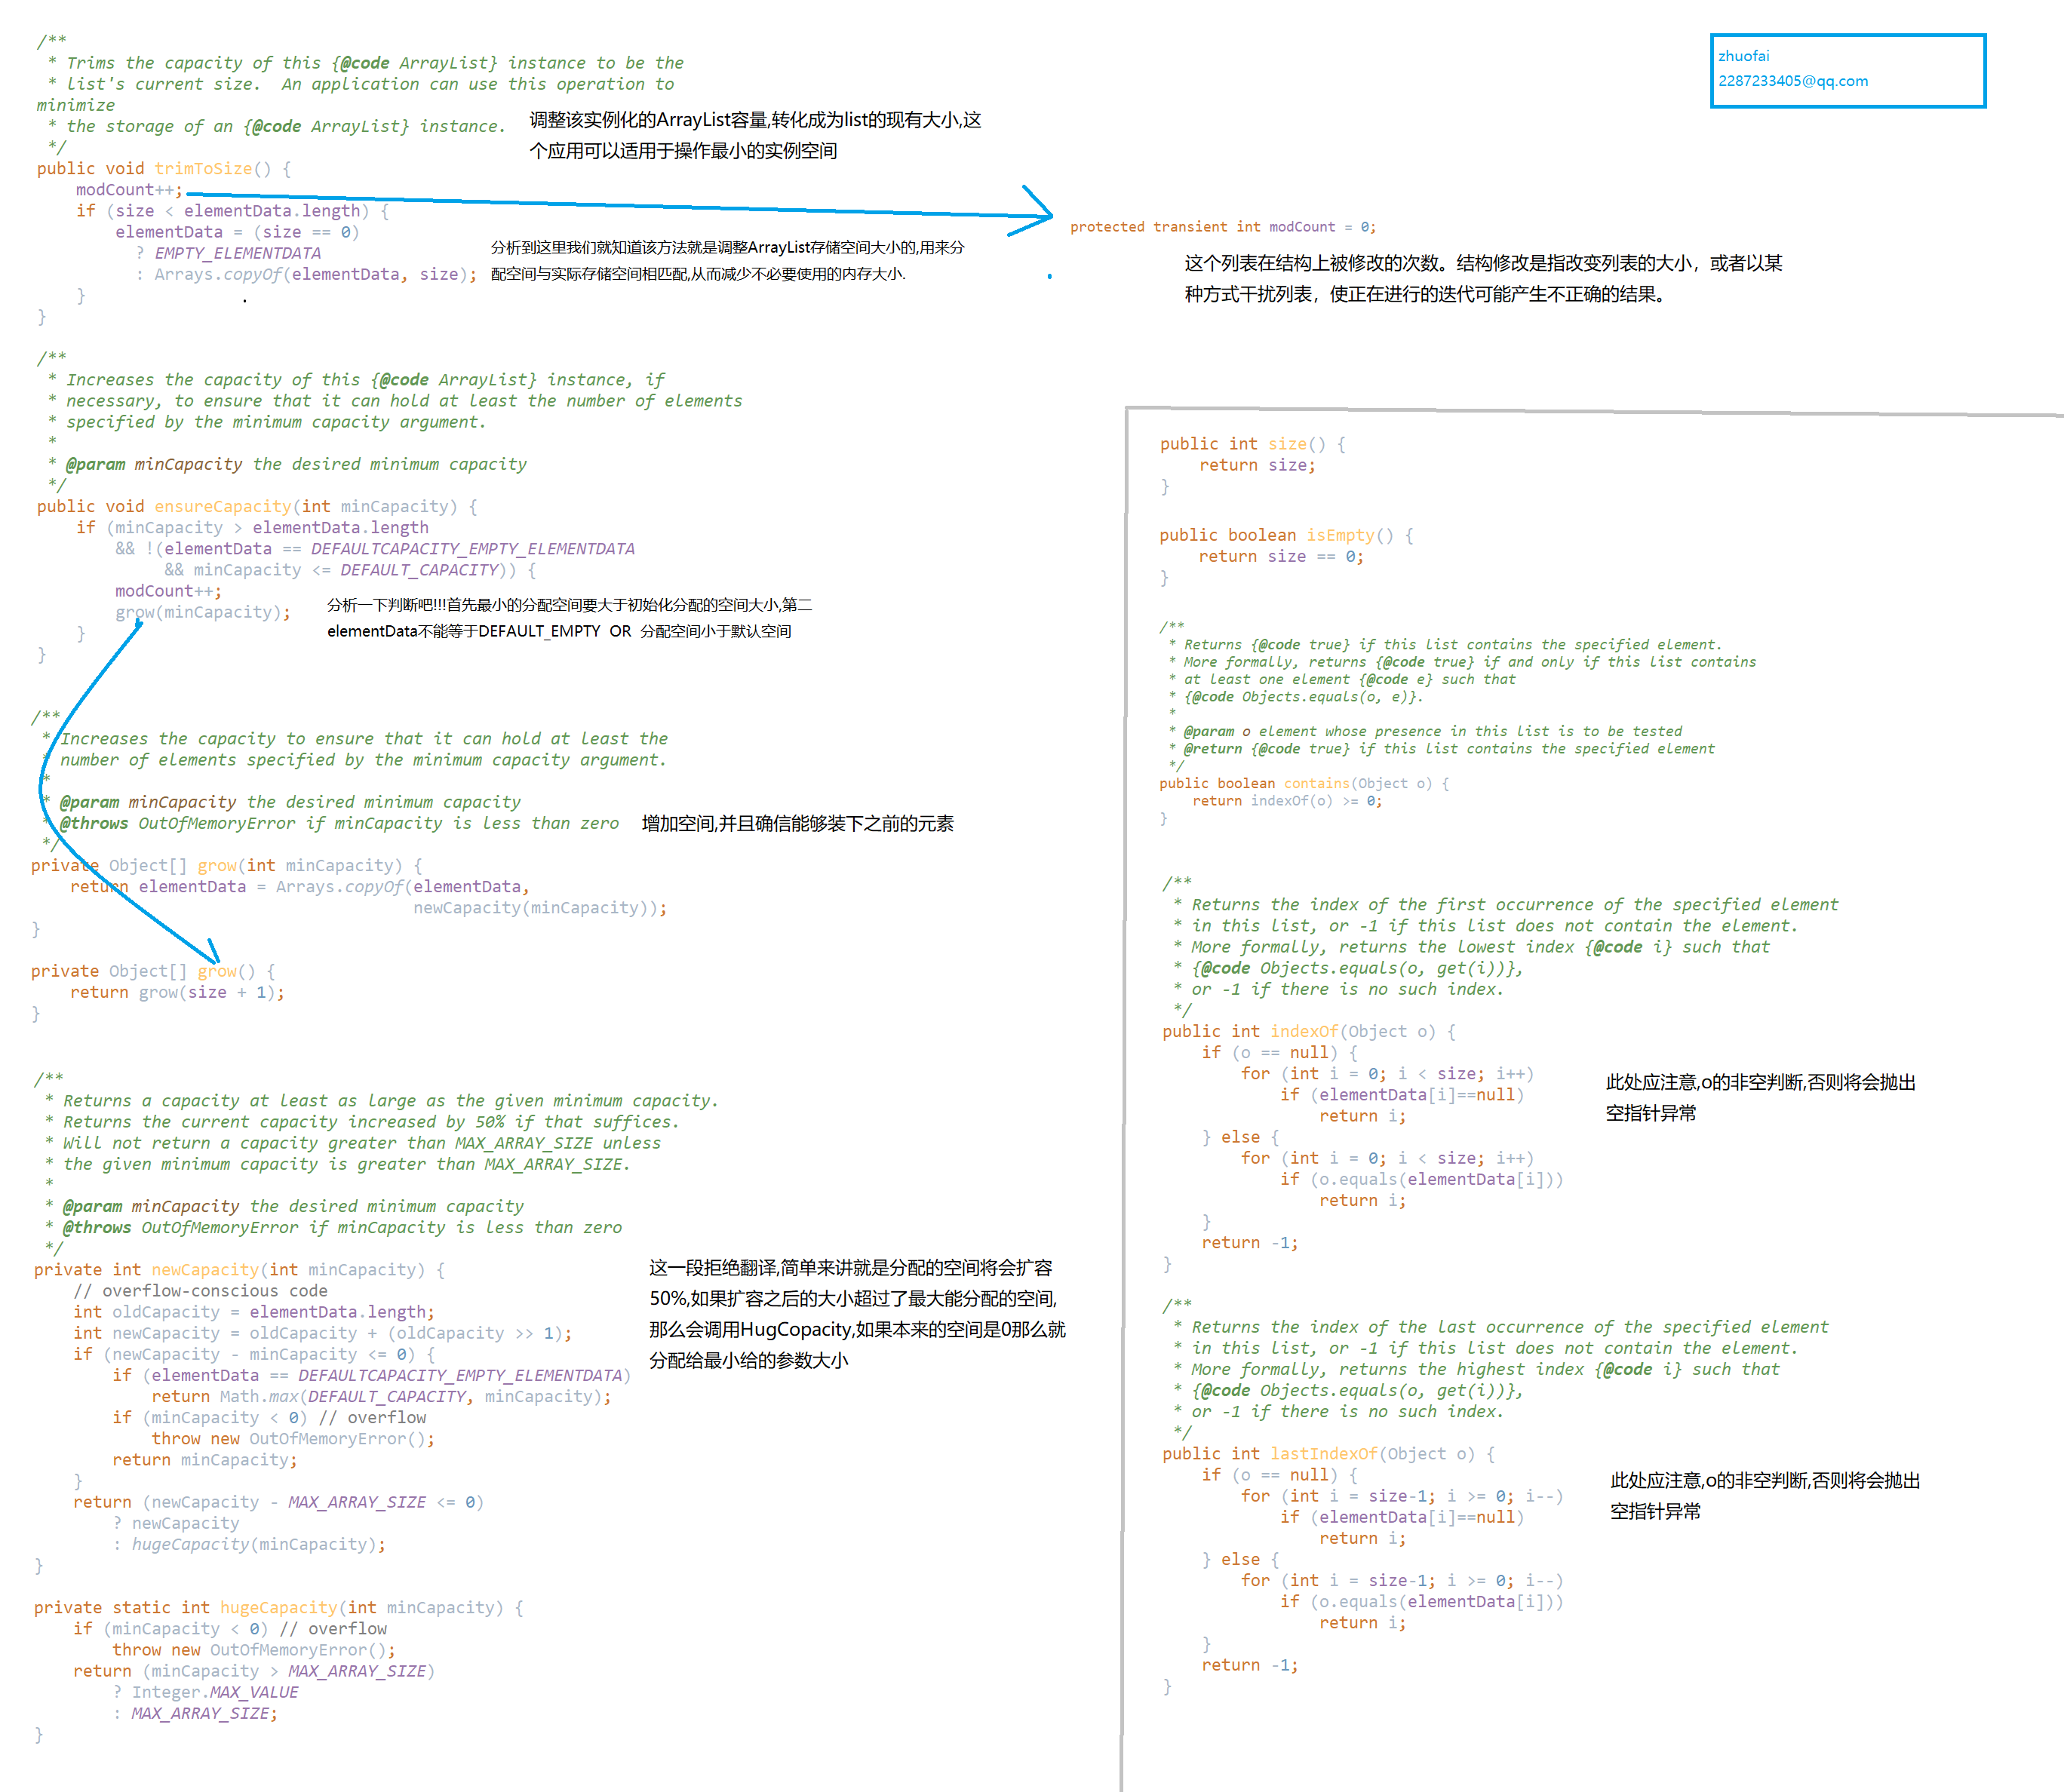 /**
 * Trims the capacity of this {@code ArrayList} instance to be the
 * list's current size.  An application can use this operation to
minimize
 * the storage of an {@code ArrayList} instance.
 */
调整该实例化的ArrayList容量,转化成为list的现有大小,这
个应用可以适用于操作最小的实例空间
public void trimToSize() {
    modCount++;
    if (size < elementData.length) {
        elementData = (size == 0)
          ? EMPTY_ELEMENTDATA
          : Arrays.copyOf(elementData, size);
    }
}
分析到这里我们就知道该方法就是调整ArrayList存储空间大小的,用来分
配空间与实际存储空间相匹配,从而减少不必要使用的内存大小.
/**
 * Increases the capacity of this {@code ArrayList} instance, if
 * necessary, to ensure that it can hold at least the number of elements
 * specified by the minimum capacity argument.
 *
 * @param minCapacity the desired minimum capacity
 */
public void ensureCapacity(int minCapacity) {
    if (minCapacity > elementData.length
        && !(elementData == DEFAULTCAPACITY_EMPTY_ELEMENTDATA
             && minCapacity <= DEFAULT_CAPACITY)) {
        modCount++;
        grow(minCapacity);
    }
}
分析一下判断吧!!!首先最小的分配空间要大于初始化分配的空间大小,第二
elementData不能等于DEFAULT_EMPTY  OR  分配空间小于默认空间
/**
 * Increases the capacity to ensure that it can hold at least the
 * number of elements specified by the minimum capacity argument.
 *
 * @param minCapacity the desired minimum capacity
 * @throws OutOfMemoryError if minCapacity is less than zero
 */
增加空间,并且确信能够装下之前的元素
private Object[] grow(int minCapacity) {
    return elementData = Arrays.copyOf(elementData,
                                       newCapacity(minCapacity));
}
private Object[] grow() {
    return grow(size + 1);
}
/**
 * Returns a capacity at least as large as the given minimum capacity.
 * Returns the current capacity increased by 50% if that suffices.
 * Will not return a capacity greater than MAX_ARRAY_SIZE unless
 * the given minimum capacity is greater than MAX_ARRAY_SIZE.
 *
 * @param minCapacity the desired minimum capacity
 * @throws OutOfMemoryError if minCapacity is less than zero
 */
private int newCapacity(int minCapacity) {
    // overflow-conscious code
    int oldCapacity = elementData.length;
    int newCapacity = oldCapacity + (oldCapacity >> 1);
    if (newCapacity - minCapacity <= 0) {
        if (elementData == DEFAULTCAPACITY_EMPTY_ELEMENTDATA)
            return Math.max(DEFAULT_CAPACITY, minCapacity);
        if (minCapacity < 0) // overflow
            throw new OutOfMemoryError();
        return minCapacity;
    }
    return (newCapacity - MAX_ARRAY_SIZE <= 0)
        ? newCapacity
        : hugeCapacity(minCapacity);
}
这一段拒绝翻译,简单来讲就是分配的空间将会扩容
50%,如果扩容之后的大小超过了最大能分配的空间,
那么会调用HugCopacity,如果本来的空间是0那么就
分配给最小给的参数大小
private static int hugeCapacity(int minCapacity) {
    if (minCapacity < 0) // overflow
        throw new OutOfMemoryError();
    return (minCapacity > MAX_ARRAY_SIZE)
        ? Integer.MAX_VALUE
        : MAX_ARRAY_SIZE;
}
zhuofai
2287233405@qq.com
protected transient int modCount = 0;
这个列表在结构上被修改的次数。结构修改是指改变列表的大小，或者以某
种方式干扰列表，使正在进行的迭代可能产生不正确的结果。
public int size() {
    return size;
}
public boolean isEmpty() {
    return size == 0;
}
/**
 * Returns {@code true} if this list contains the specified element.
 * More formally, returns {@code true} if and only if this list contains
 * at least one element {@code e} such that
 * {@code Objects.equals(o, e)}.
 *
 * @param o element whose presence in this list is to be tested
 * @return {@code true} if this list contains the specified element
 */
public boolean contains(Object o) {
    return indexOf(o) >= 0;
}
/**
 * Returns the index of the first occurrence of the specified element
 * in this list, or -1 if this list does not contain the element.
 * More formally, returns the lowest index {@code i} such that
 * {@code Objects.equals(o, get(i))},
 * or -1 if there is no such index.
 */
public int indexOf(Object o) {
    if (o == null) {
        for (int i = 0; i < size; i++)
            if (elementData[i]==null)
                return i;
    } else {
        for (int i = 0; i < size; i++)
            if (o.equals(elementData[i]))
                return i;
    }
    return -1;
}
此处应注意,o的非空判断,否则将会抛出
空指针异常
/**
 * Returns the index of the last occurrence of the specified element
 * in this list, or -1 if this list does not contain the element.
 * More formally, returns the highest index {@code i} such that
 * {@code Objects.equals(o, get(i))},
 * or -1 if there is no such index.
 */
public int lastIndexOf(Object o) {
    if (o == null) {
        for (int i = size-1; i >= 0; i--)
            if (elementData[i]==null)
                return i;
    } else {
        for (int i = size-1; i >= 0; i--)
            if (o.equals(elementData[i]))
                return i;
    }
    return -1;
}
此处应注意,o的非空判断,否则将会抛出
空指针异常